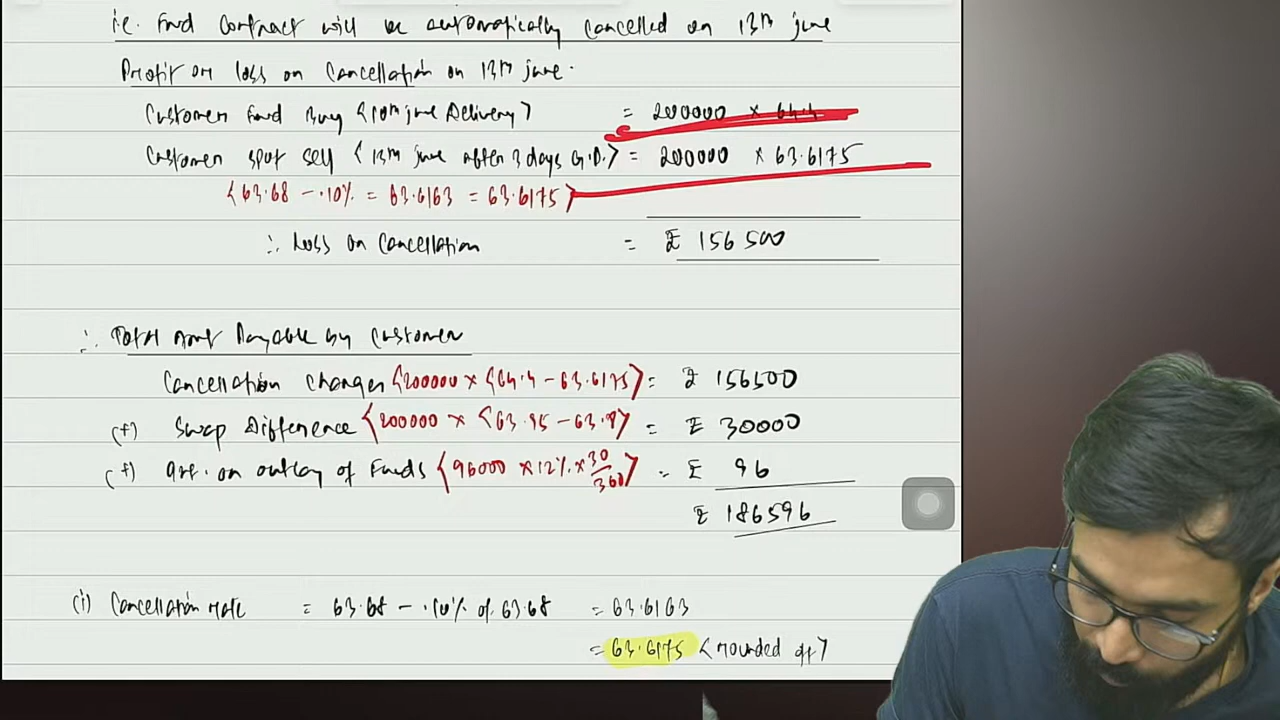 i.e. Fwd Contract will be automatically cancelled on 13th june
Profit or loss on Cancellation on 13th june.
Customer Fwd Buy <10th june Delivery> = 200000 × 64.4
Customer spot sell <13th june after 3 days G.P.> = 200000 × 63.6175
<63.68 - .10% = 63.6163 = 63.6175>
∴ Loss on Cancellation = ₹ 156500
∴ Total Amt Payable by Customer
Cancellation Charges <200000 × <64.4 - 63.6175> = ₹ 156500
(+) Swap Difference <200000 × <63.95 - 63.8> = ₹ 30000
(+) Int. on outlay of Funds <96000 × 12% × 30/360> = ₹ 96
₹ 186596
(i) Cancellation Rate = 63.68 - .10% of 63.68 = 63.6163
= 63.6175 <rounded off>